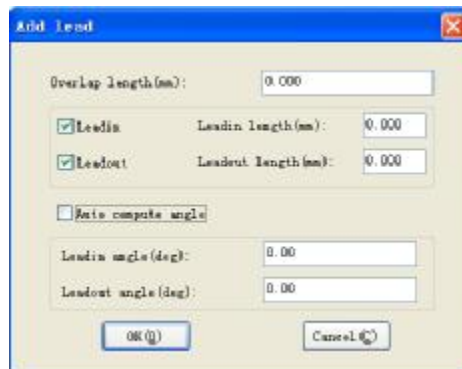 Add lead
Overlap length(mm): 0.000
Leadin Leadin length(mm): 0.000
Leadout Leadout length(mm): 0.000
Auto compute angle
Leadin angle(deg): 0.00
Leadout angle(deg): 0.00
OK(O) Cancel(C)